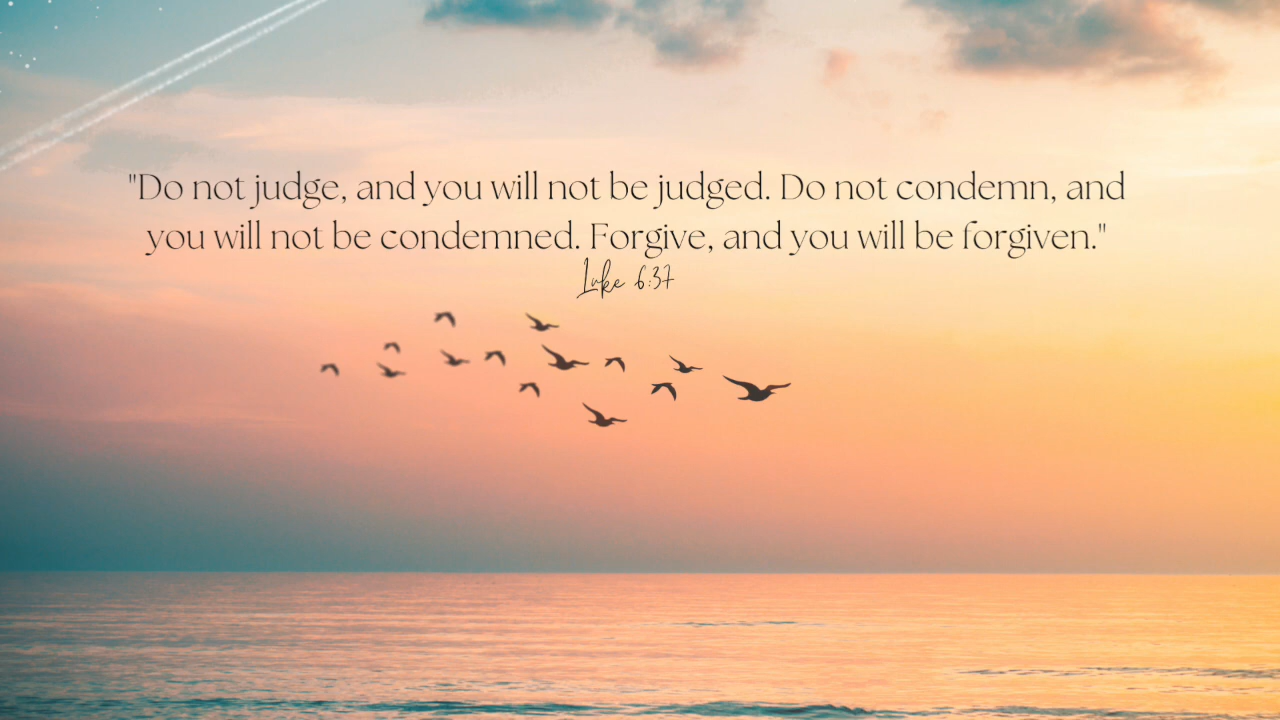 "Do not judge, and you will not be judged. Do not condemn, and
you will not be condemned. Forgive, and you will be forgiven."
Luke 6:37